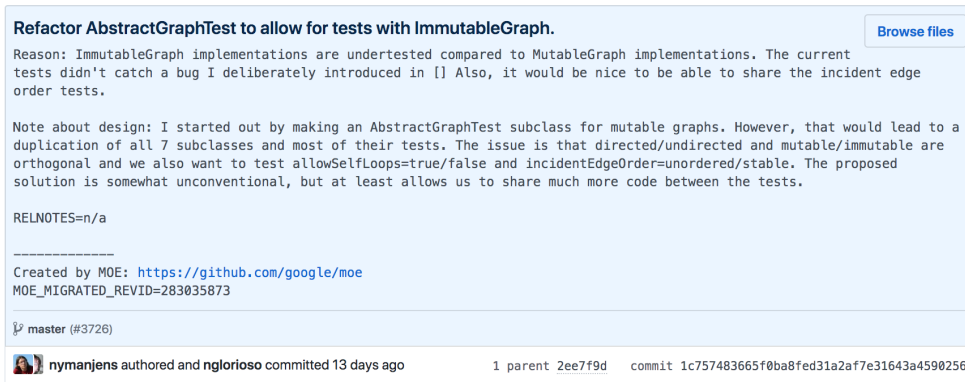 Refactor AbstractGraphTest to allow for tests with ImmutableGraph.
Browse files
Reason: ImmutableGraph implementations are undertested compared to MutableGraph implementations. The current
tests didn't catch a bug I deliberately introduced in [] Also, it would be nice to be able to share the incident edge
order tests.
Note about design: I started out by making an AbstractGraphTest subclass for mutable graphs. However, that would lead to a
duplication of all 7 subclasses and most of their tests. The issue is that directed/undirected and mutable/immutable are
orthogonal and we also want to test allowSelfLoops=true/false and incidentEdgeOrder=unordered/stable. The proposed
solution is somewhat unconventional, but at least allows us to share much more code between the tests.
RELNOTES=n/a
-------------
Created by MOE: https://github.com/google/moe
MOE_MIGRATED_REVID=283035873
master (#3726)
nymanjens authored and nglorioso committed 13 days ago
1 parent 2ee7f9d commit 1c757483665f0ba8fed31a2af7e31643a4590256